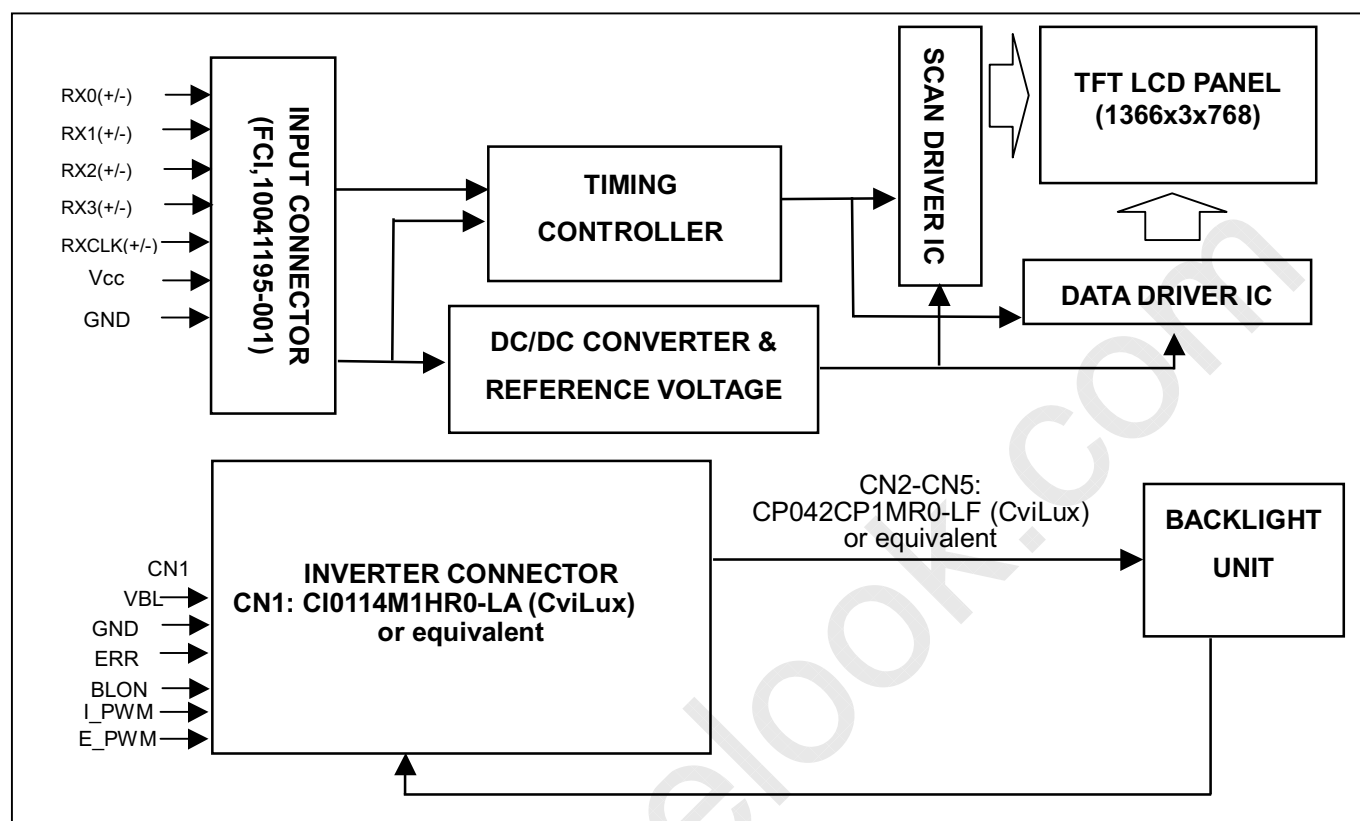 RX0(+/-)
RX1(+/-)
RX2(+/-)
RX3(+/-)
RXCLK(+/-)
Vcc
GND
INPUT CONNECTOR
(FCI,10041195-001)
TIMING
CONTROLLER
DC/DC CONVERTER &
REFERENCE VOLTAGE
SCAN DRIVER IC
TFT LCD PANEL
(1366x3x768)
DATA DRIVER IC
CN1
VBL
GND
ERR
BLON
I_PWM
E_PWM
INVERTER CONNECTOR
CN1: CI0114M1HR0-LA (CviLux)
or equivalent
CN2-CN5:
CP042CP1MR0-LF (CviLux)
or equivalent
BACKLIGHT
UNIT
elook.com